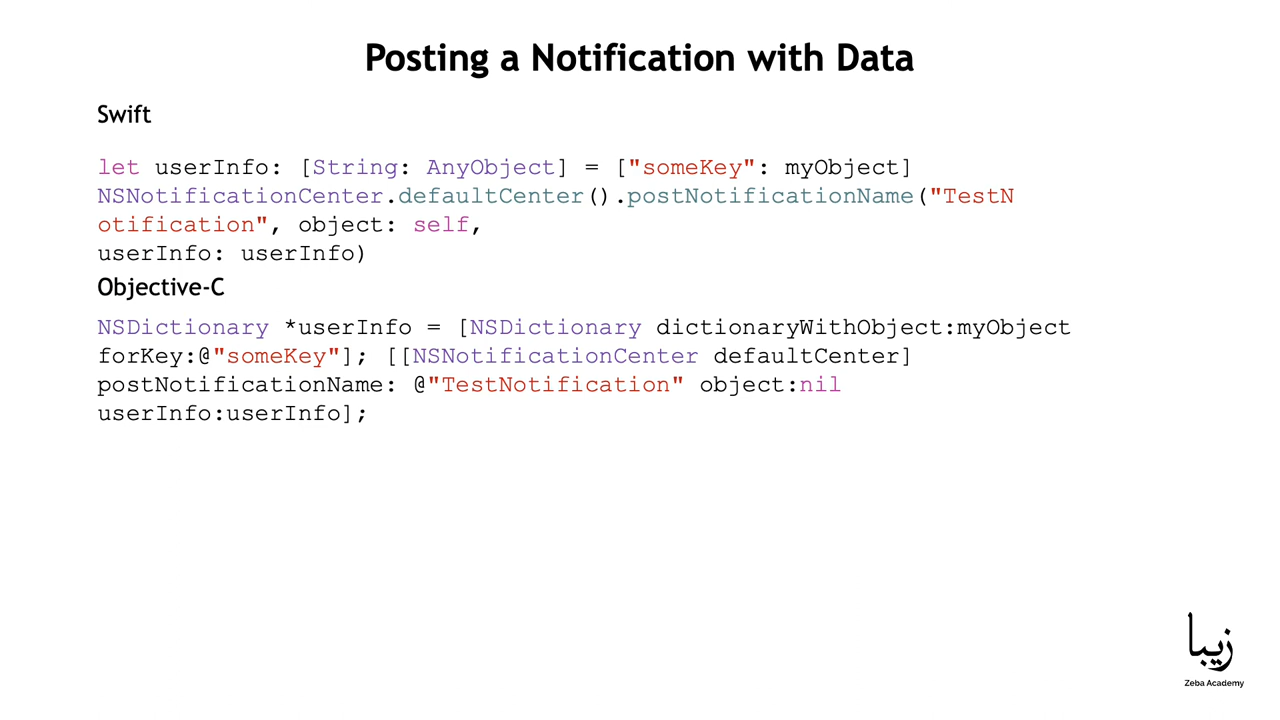 Posting a Notification with Data
Swift
let userInfo: [String: AnyObject] = ["someKey": myObject]
NSNotificationCenter.defaultCenter().postNotificationName("TestN
otification", object: self,
userInfo: userInfo)
Objective-C
NSDictionary *userInfo = [NSDictionary dictionaryWithObject:myObject
forKey:@"someKey"]; [[NSNotificationCenter defaultCenter]
postNotificationName: @"TestNotification" object:nil
userInfo:userInfo];
زیبا
Zeba Academy